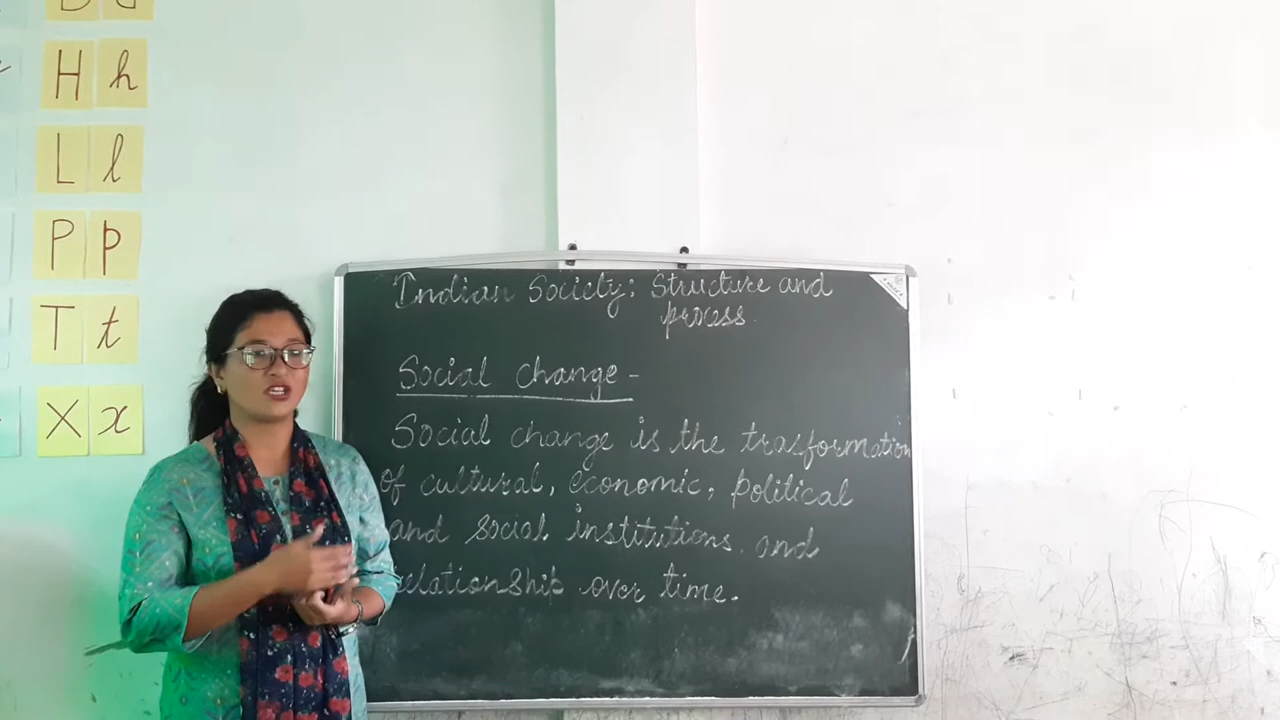 H h
L l
P p
T t
X x
Indian Society: Structure and
process.
Social change -
Social change is the trasformation
of cultural, economic, political
and social institutions and
relationship over time.